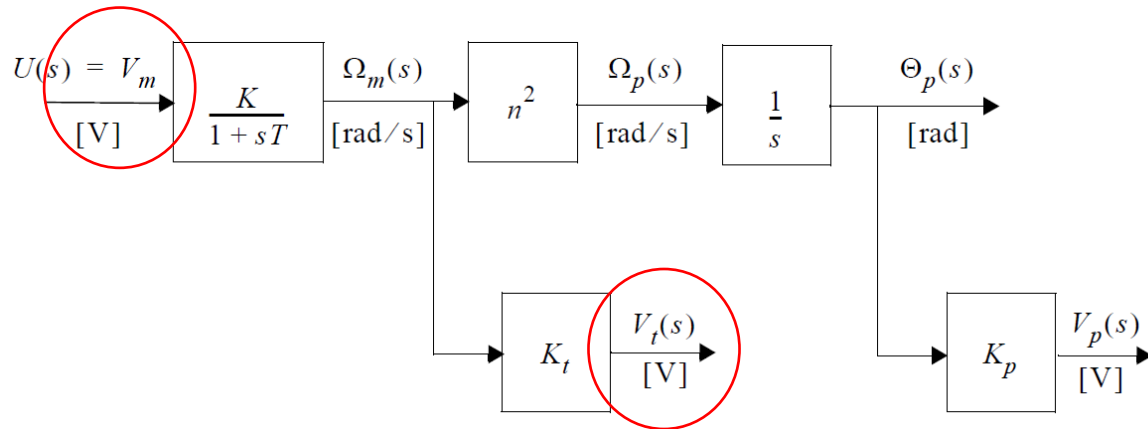 U(s) = V_m
[V]
K
1 + sT
Ω_m(s)
[rad/s]
n^2
Ω_p(s)
[rad/s]
1
s
Θ_p(s)
[rad]
K_t
V_t(s)
[V]
K_p
V_p(s)
[V]